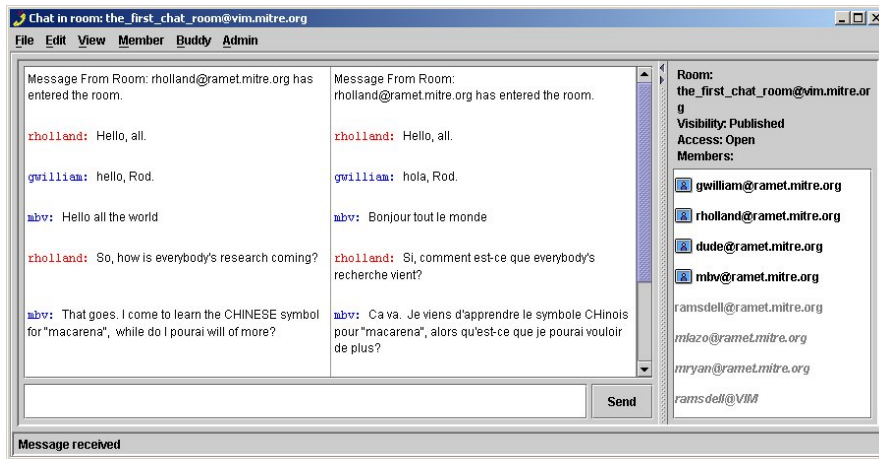 Chat in room: the_first_chat_room@vim.mitre.org
File Edit View Member Buddy Admin
Message From Room: rholland@ramet.mitre.org has
entered the room.
rholland: Hello, all.
gwilliam: hello, Rod.
mbv: Hello all the world
rholland: So, how is everybody's research coming?
mbv: That goes. I come to learn the CHINESE symbol
for "macarena", while do I pourai will of more?
Message From Room:
rholland@ramet.mitre.org has entered the room.
rholland: Hello, all.
gwilliam: hola, Rod.
mbv: Bonjour tout le monde
rholland: Si, comment est-ce que everybody's
recherche vient?
mbv: Ca va. Je viens d'apprendre le symbole CHinois
pour "macarena", alors qu'est-ce que je pourai vouloir
de plus?
Send
Room:
the_first_chat_room@vim.mitre.or
g
Visibility: Published
Access: Open
Members:
gwilliam@ramet.mitre.org
rholland@ramet.mitre.org
dude@ramet.mitre.org
mbv@ramet.mitre.org
ramsdell@ramet.mitre.org
mlazo@ramet.mitre.org
mryan@ramet.mitre.org
ramsdell@VIM
Message received